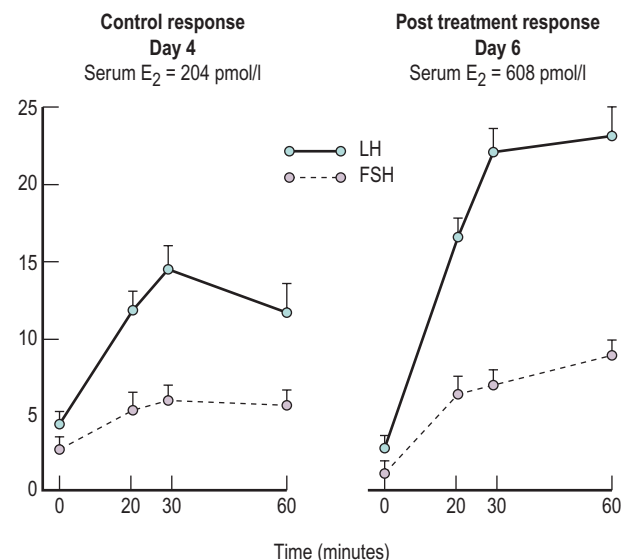 Control response
Day 4
Serum E2 = 204 pmol/l
Post treatment response
Day 6
Serum E2 = 608 pmol/l
25
20
15
10
5
0
LH
FSH
0 20 30 60
0 20 30 60
Time (minutes)